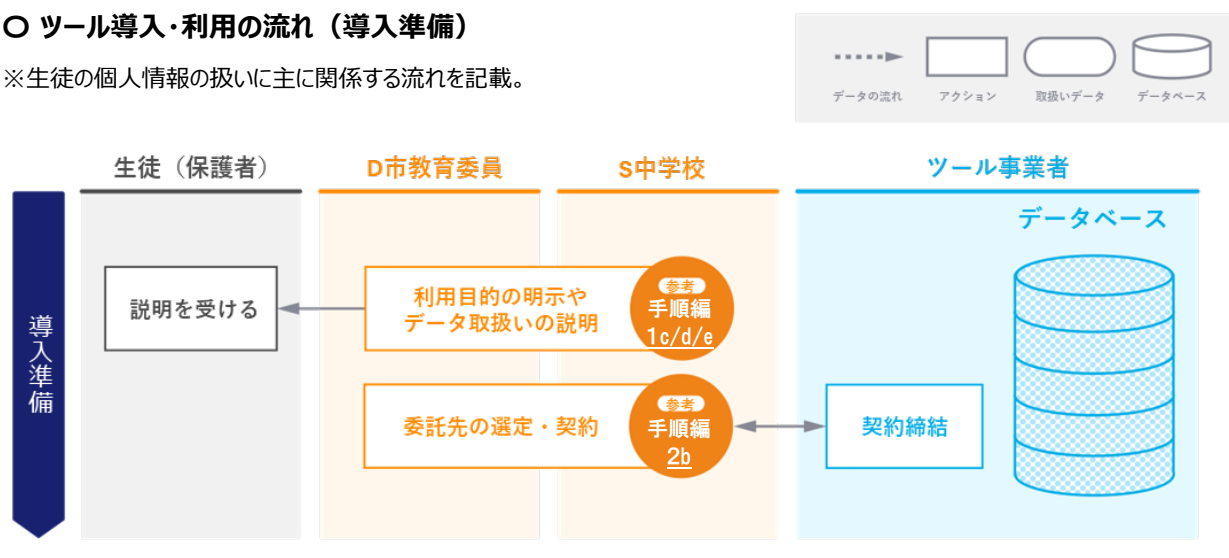 〇 ツール導入・利用の流れ（導入準備）
※生徒の個人情報の扱いに主に関係する流れを記載。
データの流れ
アクション
取扱いデータ
データベース
生徒（保護者）
D市教育委員
S中学校
ツール事業者
導入準備
データベース
説明を受ける
利用目的の明示や
データ取扱いの説明
参考
手順編
1c/d/e
委託先の選定・契約
参考
手順編
2b
契約締結